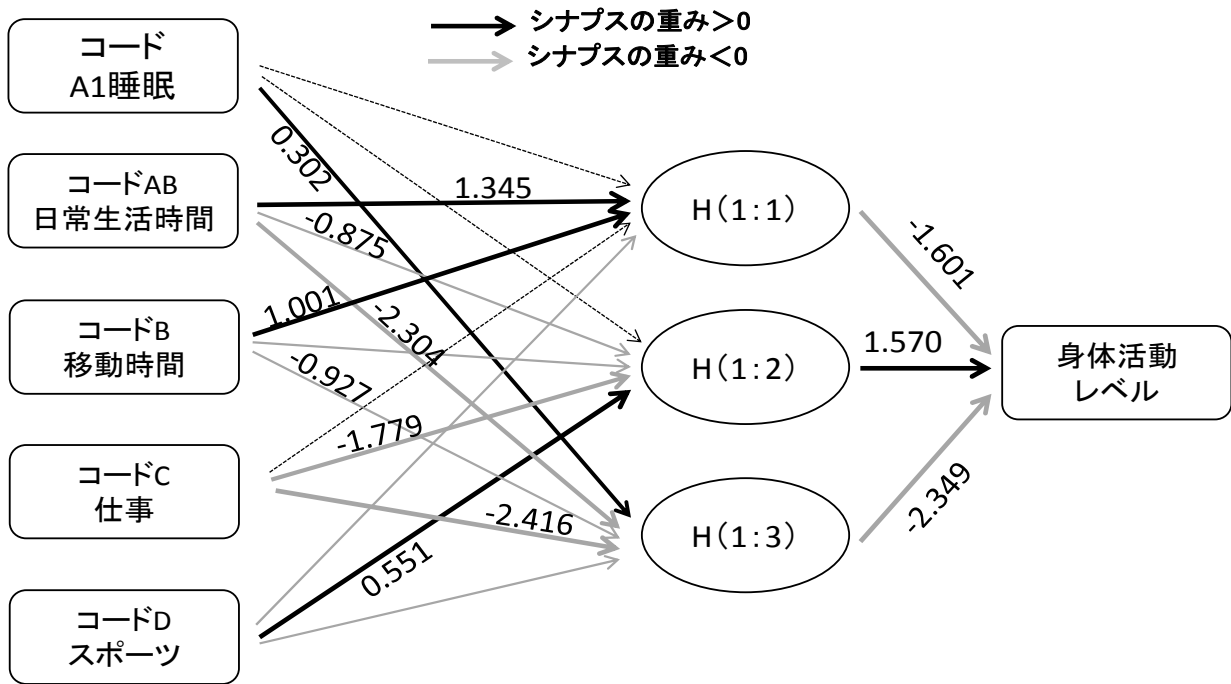 シナプスの重み>0
シナプスの重み<0
コード
A1睡眠
コードAB
日常生活時間
コードB
移動時間
コードC
仕事
コードD
スポーツ
0.302
1.345
-0.875
1.001
-2.304
-0.927
-1.779
-2.416
0.551
H(1:1)
H(1:2)
H(1:3)
-1.601
1.570
-2.349
身体活動
レベル